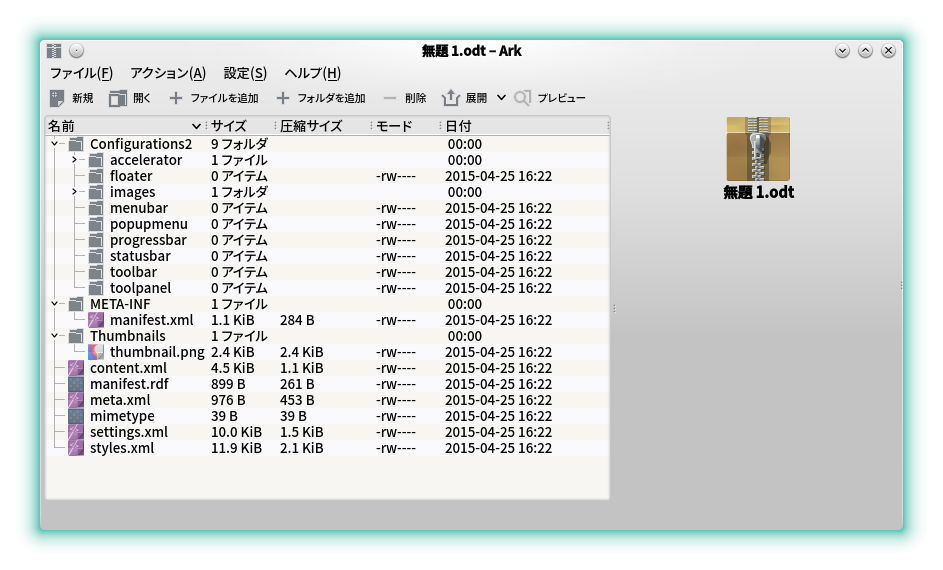 無題 1.odt – Ark
ファイル(F) アクション(A) 設定(S) ヘルプ(H)
新規 開く ファイルを追加 フォルダを追加 削除 展開 プレビュー
名前 サイズ 圧縮サイズ モード 日付
Configurations2 9 フォルダ 00:00
accelerator 1 ファイル 00:00
floater 0 アイテム -rw---- 2015-04-25 16:22
images 1 フォルダ 00:00
menubar 0 アイテム -rw---- 2015-04-25 16:22
popupmenu 0 アイテム -rw---- 2015-04-25 16:22
progressbar 0 アイテム -rw---- 2015-04-25 16:22
statusbar 0 アイテム -rw---- 2015-04-25 16:22
toolbar 0 アイテム -rw---- 2015-04-25 16:22
toolpanel 0 アイテム -rw---- 2015-04-25 16:22
META-INF 1 ファイル 00:00
manifest.xml 1.1 KiB 284 B -rw---- 2015-04-25 16:22
Thumbnails 1 ファイル 00:00
thumbnail.png 2.4 KiB 2.4 KiB -rw---- 2015-04-25 16:22
content.xml 4.5 KiB 1.1 KiB -rw---- 2015-04-25 16:22
manifest.rdf 899 B 261 B -rw---- 2015-04-25 16:22
meta.xml 976 B 453 B -rw---- 2015-04-25 16:22
mimetype 39 B 39 B -rw---- 2015-04-25 16:22
settings.xml 10.0 KiB 1.5 KiB -rw---- 2015-04-25 16:22
styles.xml 11.9 KiB 2.1 KiB -rw---- 2015-04-25 16:22
無題 1.odt